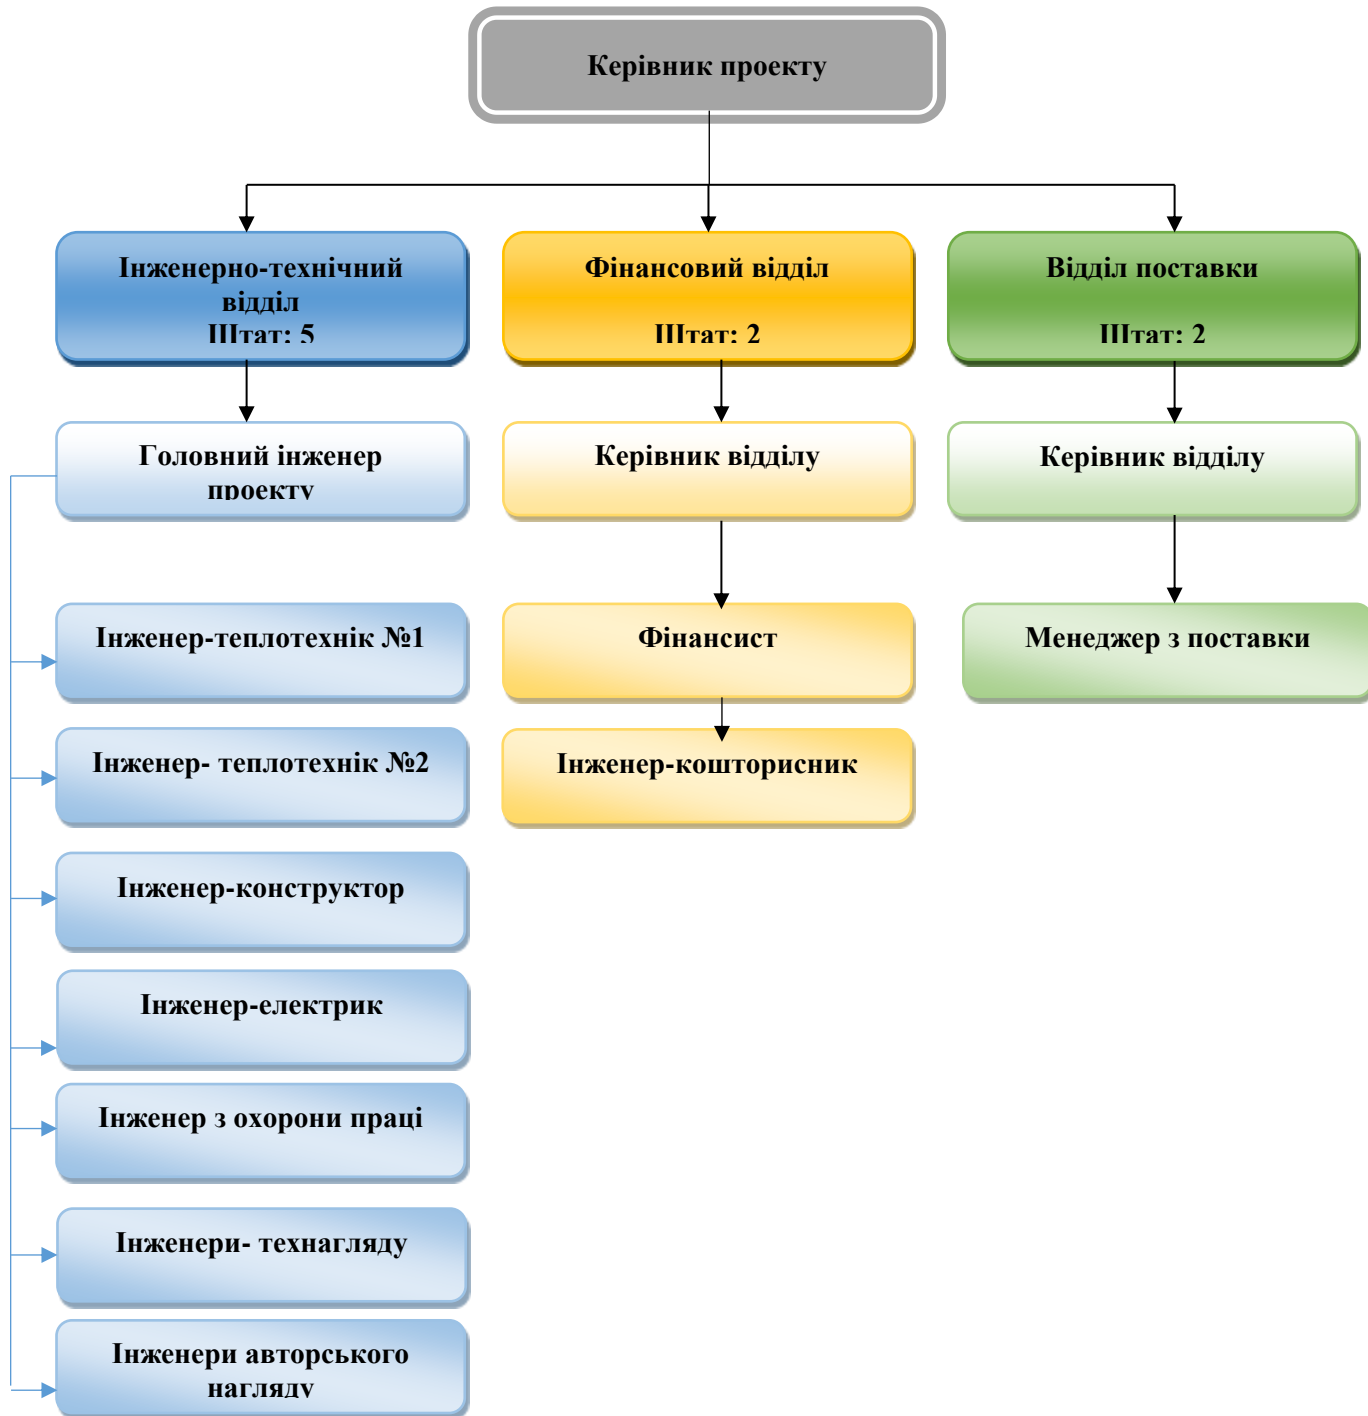 Керівник проекту
Інженерно-технічний
відділ
Штат: 5
Фінансовий відділ
Штат: 2
Відділ поставки
Штат: 2
Головний інженер
проекту
Керівник відділу
Керівник відділу
Інженер-теплотехнік №1
Фінансист
Менеджер з поставки
Інженер- теплотехнік №2
Інженер-кошторисник
Інженер-конструктор
Інженер-електрик
Інженер з охорони праці
Інженери- технагляду
Інженери авторського
нагляду